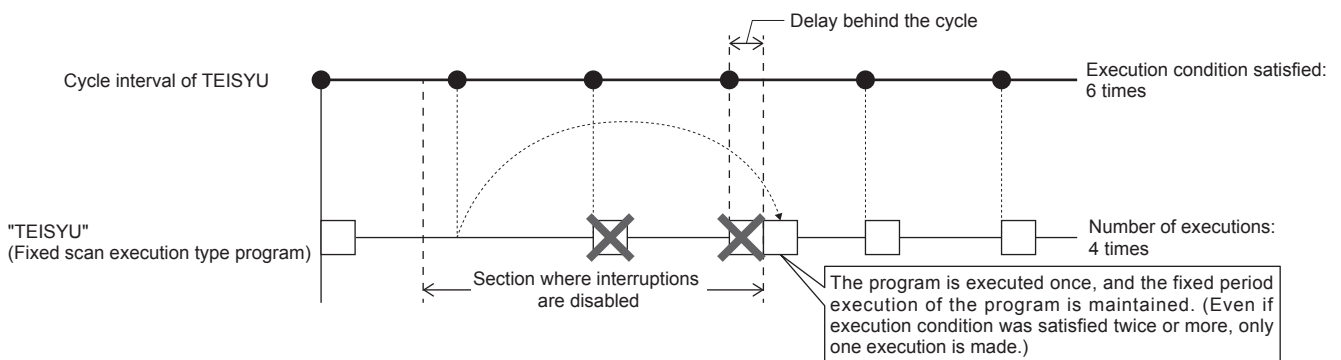 Delay behind the cycle
Cycle interval of TEISYU
Execution condition satisfied:
6 times
"TEISYU"
(Fixed scan execution type program)
Number of executions:
4 times
Section where interruptions
are disabled
The program is executed once, and the fixed period
execution of the program is maintained. (Even if
execution condition was satisfied twice or more, only
one execution is made.)